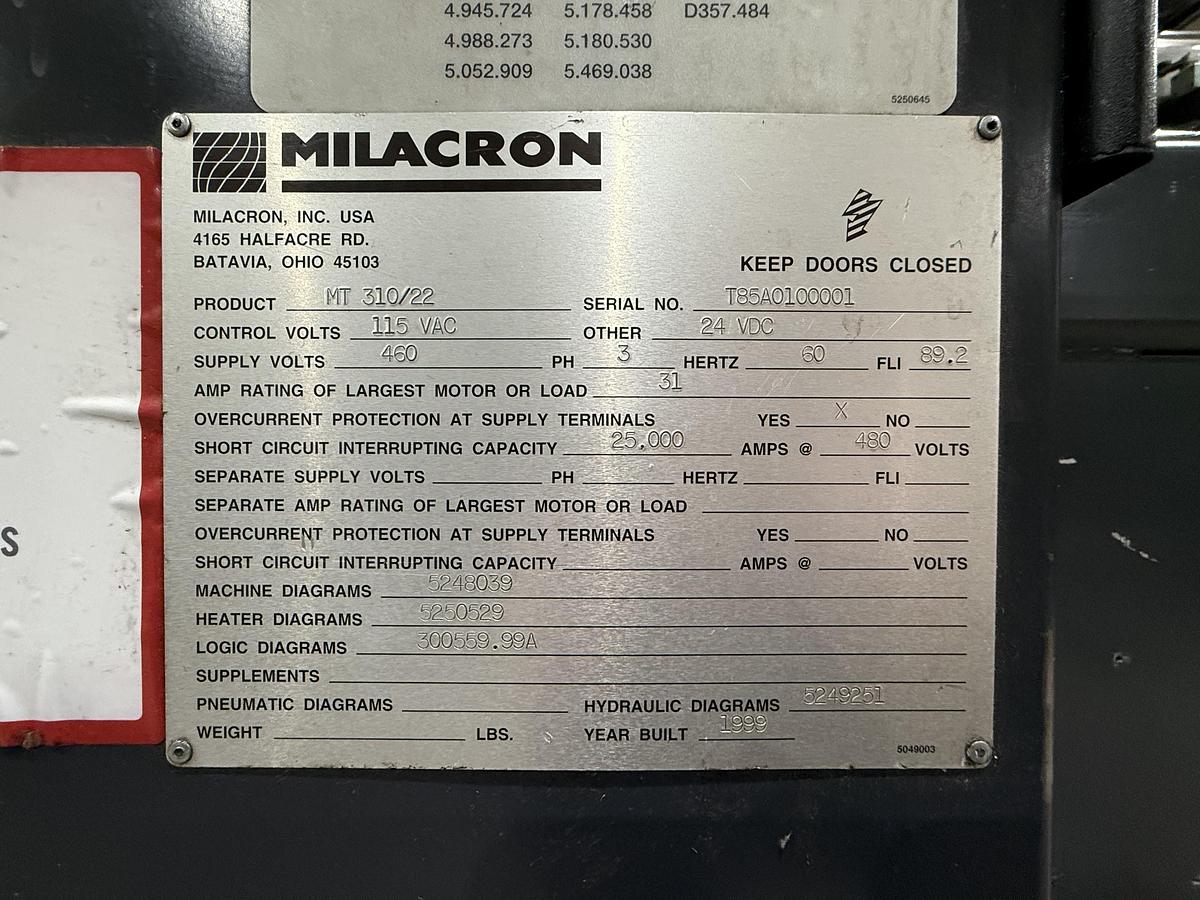 4.945.724 5.178.458 D357.484
4.988.273 5.180.530
5.052.909 5.469.038
5250645
MILACRON
MILACRON, INC. USA
4165 HALFACRE RD.
BATAVIA, OHIO 45103
KEEP DOORS CLOSED
PRODUCT MT 310/22 SERIAL NO. T85A0100001
CONTROL VOLTS 115 VAC OTHER 24 VDC
SUPPLY VOLTS 460 PH 3 HERTZ 60 FLI 89.2
AMP RATING OF LARGEST MOTOR OR LOAD 31
OVERCURRENT PROTECTION AT SUPPLY TERMINALS YES X NO
SHORT CIRCUIT INTERRUPTING CAPACITY 25,000 AMPS @ 480 VOLTS
SEPARATE SUPPLY VOLTS PH HERTZ FLI
SEPARATE AMP RATING OF LARGEST MOTOR OR LOAD
OVERCURRENT PROTECTION AT SUPPLY TERMINALS YES NO
SHORT CIRCUIT INTERRUPTING CAPACITY AMPS @ VOLTS
MACHINE DIAGRAMS 5248039
HEATER DIAGRAMS 5250529
LOGIC DIAGRAMS 300559.99A
SUPPLEMENTS
PNEUMATIC DIAGRAMS HYDRAULIC DIAGRAMS 5249251
WEIGHT LBS. YEAR BUILT 1999
5049003
S